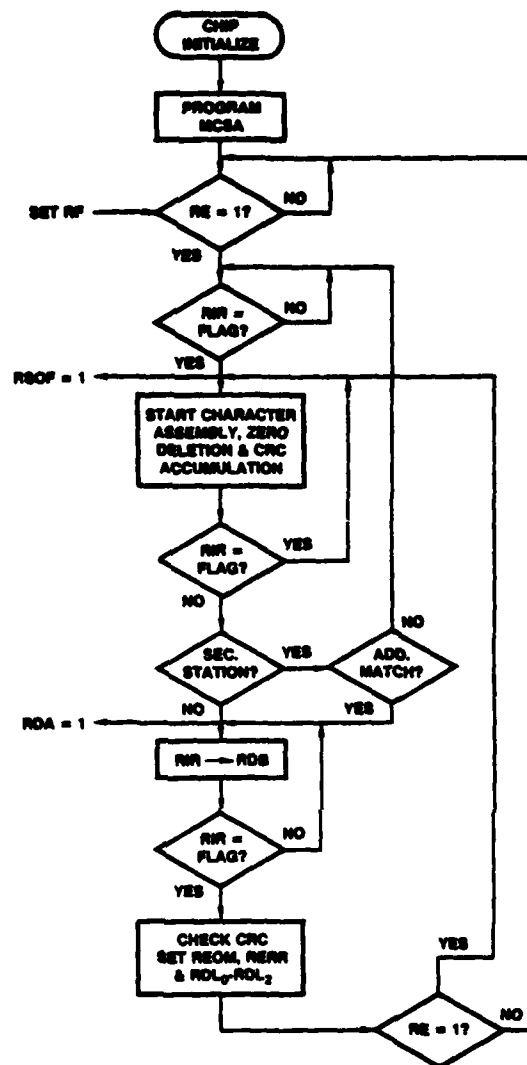 CHIP
INITIALIZE
PROGRAM
MCSA
SET RF
RE = 1?
NO
YES
RIR =
FLAG?
NO
YES
RSOF = 1
START CHARACTER
ASSEMBLY, ZERO
DELETION & CRC
ACCUMULATION
RIR =
FLAG?
YES
NO
SEC.
STATION?
YES
ADD.
MATCH?
NO
NO
YES
RDA = 1
RIR → RDB
RIR =
FLAG?
NO
YES
CHECK CRC
SET REOM, RERR
& RDL₀-RDL₂
YES
RE = 1?
NO